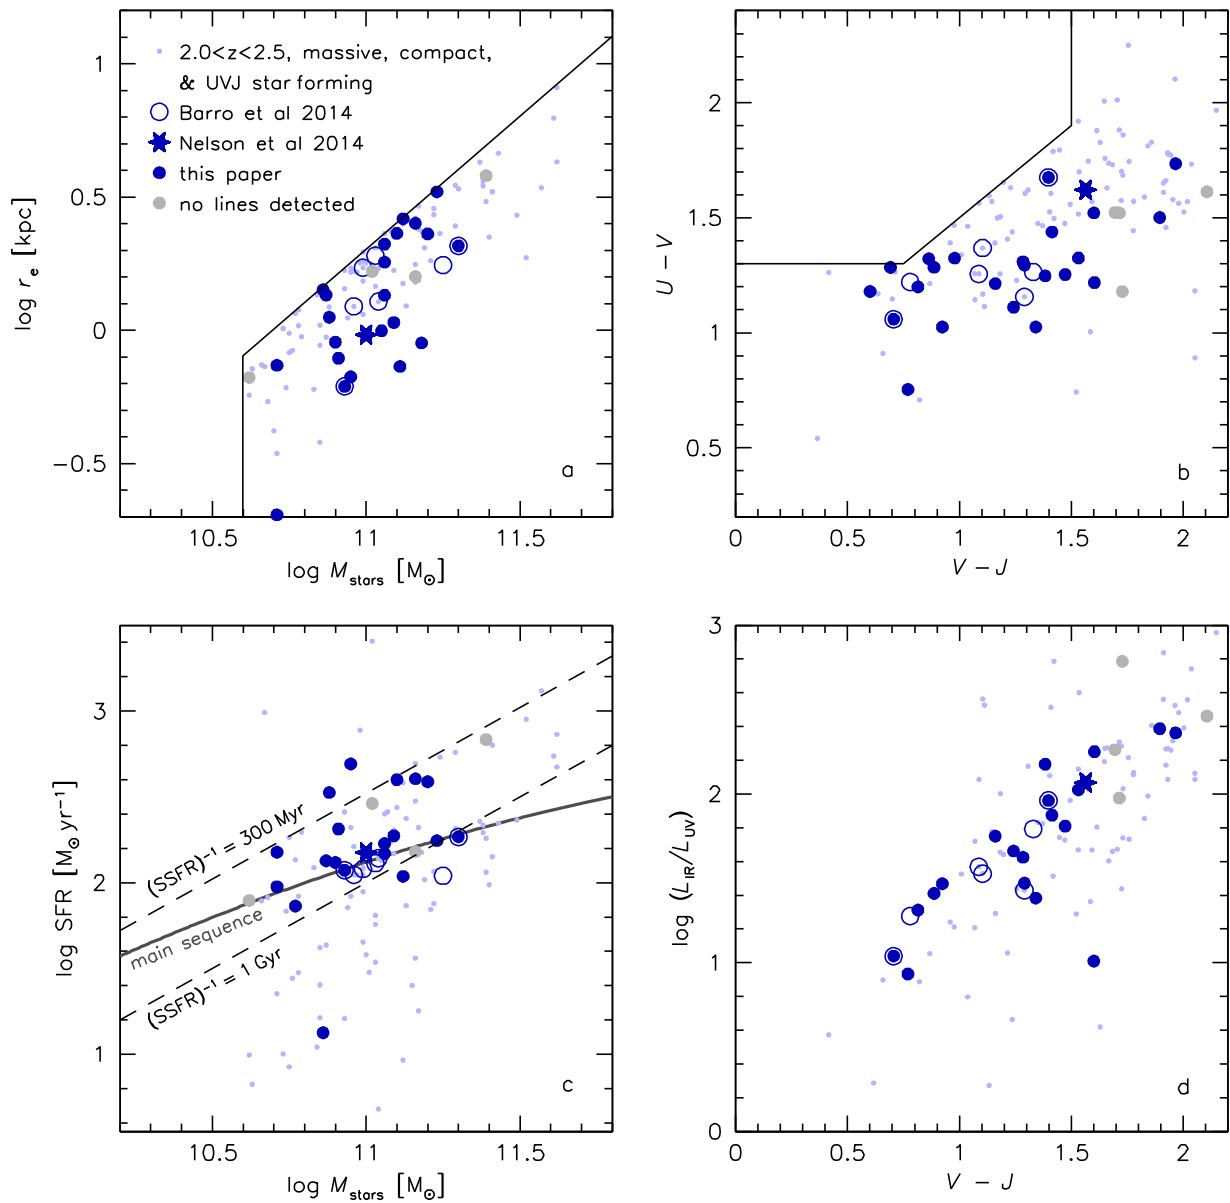 2.0<z<2.5, massive, compact,
& UVJ star forming
Barro et al 2014
Nelson et al 2014
this paper
no lines detected
1
0.5
0
−0.5
log rₑ [kpc]
10.5 11 11.5
log M_stars [M⊙]
a
2
1.5
1
0.5
U − V
0 0.5 1 1.5 2
V − J
b
3
2
1
log SFR [M⊙ yr⁻¹]
(SSFR)⁻¹ = 300 Myr
main sequence
(SSFR)⁻¹ = 1 Gyr
10.5 11 11.5
log M_stars [M⊙]
c
3
2
1
0
log (L_IR/L_UV)
0 0.5 1 1.5 2
V − J
d